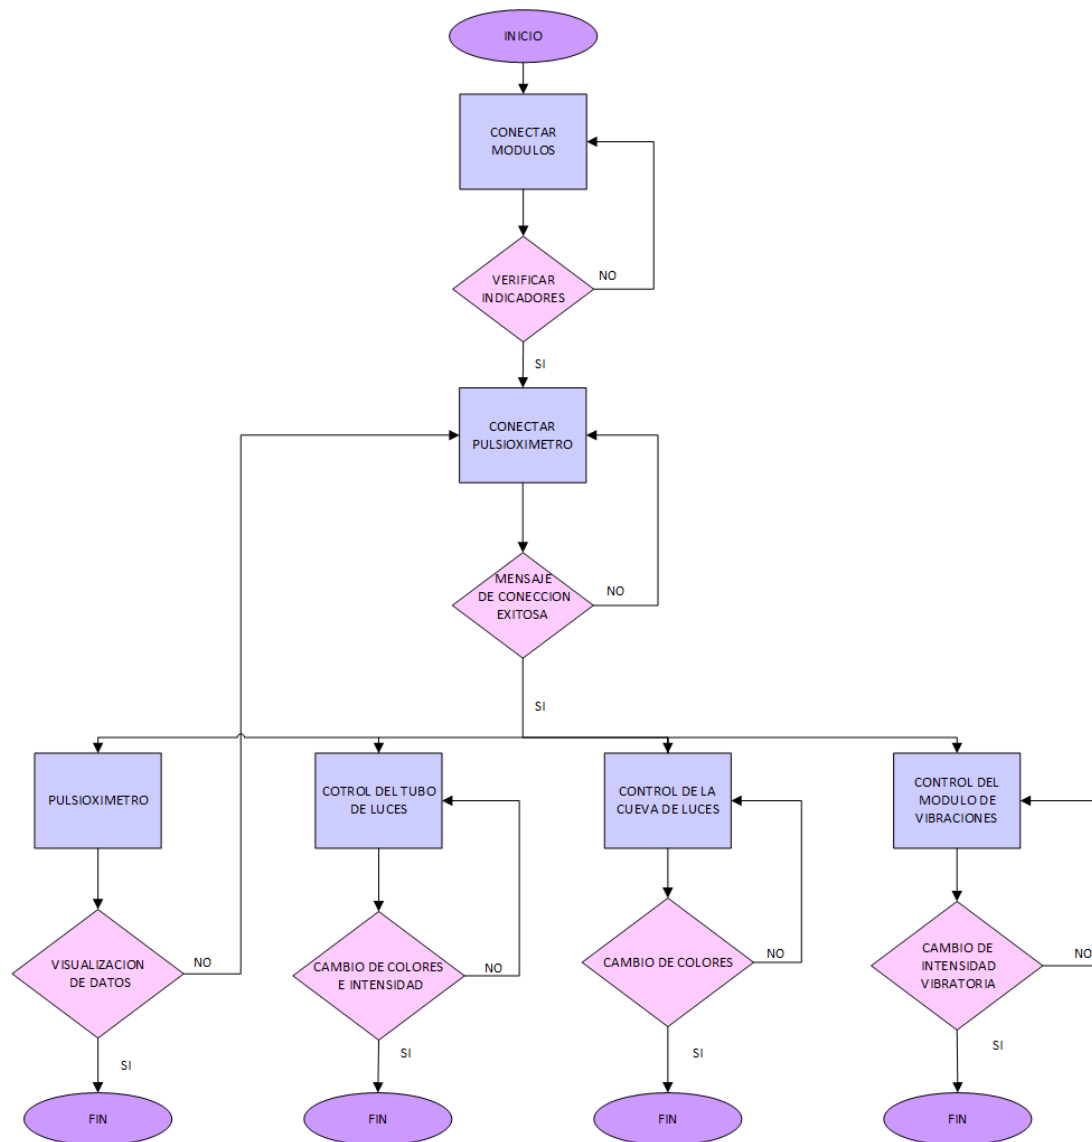 INICIO
CONECTAR
MODULOS
NO
VERIFICAR
INDICADORES
SI
CONECTAR
PULSIOXIMETRO
MENSAJE
DE CONECCION
EXITOSA
NO
SI
PULSIOXIMETRO
COTROL DEL TUBO
DE LUCES
CONTROL DE LA
CUEVA DE LUCES
CONTROL DEL
MODULO DE
VIBRACIONES
VISUALIZACION
DE DATOS
NO
CAMBIO DE COLORES
E INTENSIDAD
NO
CAMBIO DE COLORES
NO
CAMBIO DE
INTENSIDAD
VIBRATORIA
NO
SI
SI
SI
SI
FIN
FIN
FIN
FIN